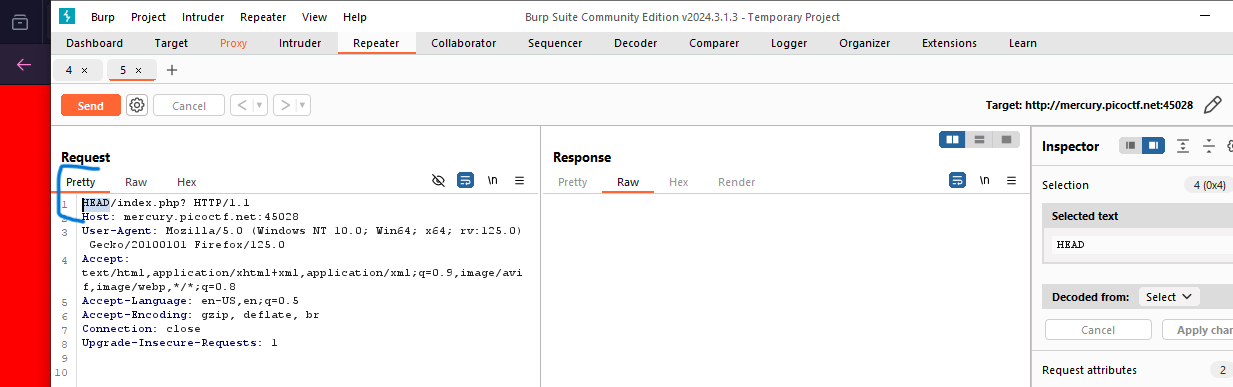 Burp Project Intruder Repeater View Help Burp Suite Community Edition v2024.3.1.3 - Temporary Project
Dashboard Target Proxy Intruder Repeater Collaborator Sequencer Decoder Comparer Logger Organizer Extensions Learn
4 × 5 × +
Send Cancel < > Target: http://mercury.picoctf.net:45028
Request
Pretty Raw Hex \n
1 HEAD/index.php? HTTP/1.1
2 Host: mercury.picoctf.net:45028
3 User-Agent: Mozilla/5.0 (Windows NT 10.0; Win64; x64; rv:125.0)
Gecko/20100101 Firefox/125.0
4 Accept:
text/html,application/xhtml+xml,application/xml;q=0.9,image/avi
f,image/webp,*/*;q=0.8
5 Accept-Language: en-US,en;q=0.5
6 Accept-Encoding: gzip, deflate, br
7 Connection: close
8 Upgrade-Insecure-Requests: 1
9
10
Response
Pretty Raw Hex Render \n
Inspector
Selection 4 (0x4)
Selected text
HEAD
Decoded from: Select
Cancel Apply chan
Request attributes 2